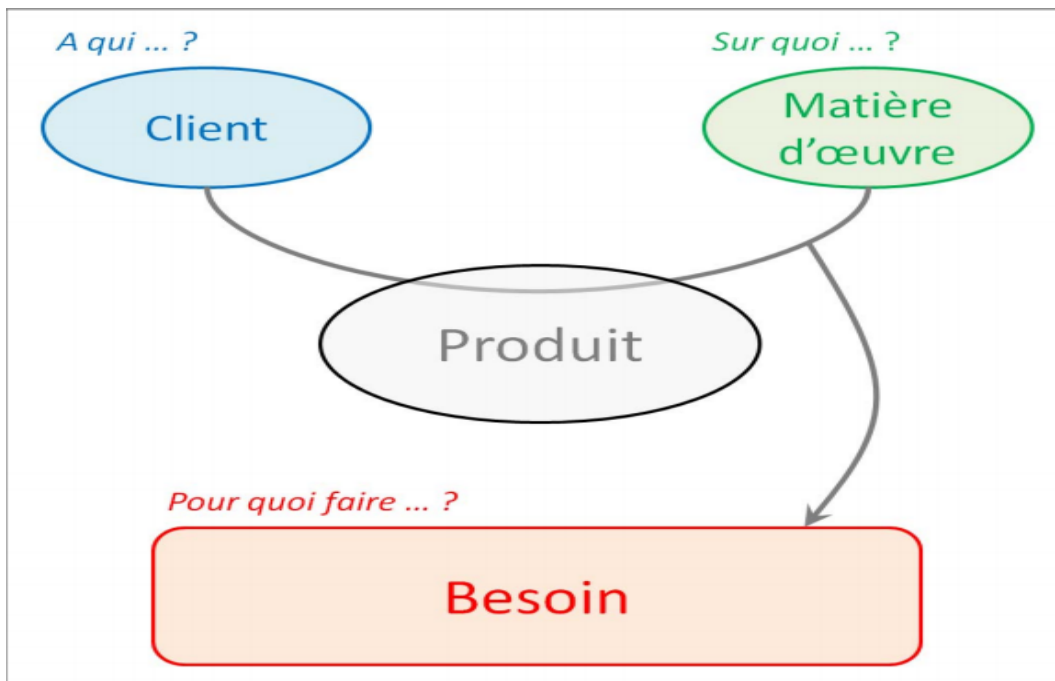 A qui ... ?
Sur quoi ... ?
Client
Matière
d'œuvre
Produit
Pour quoi faire ... ?
Besoin